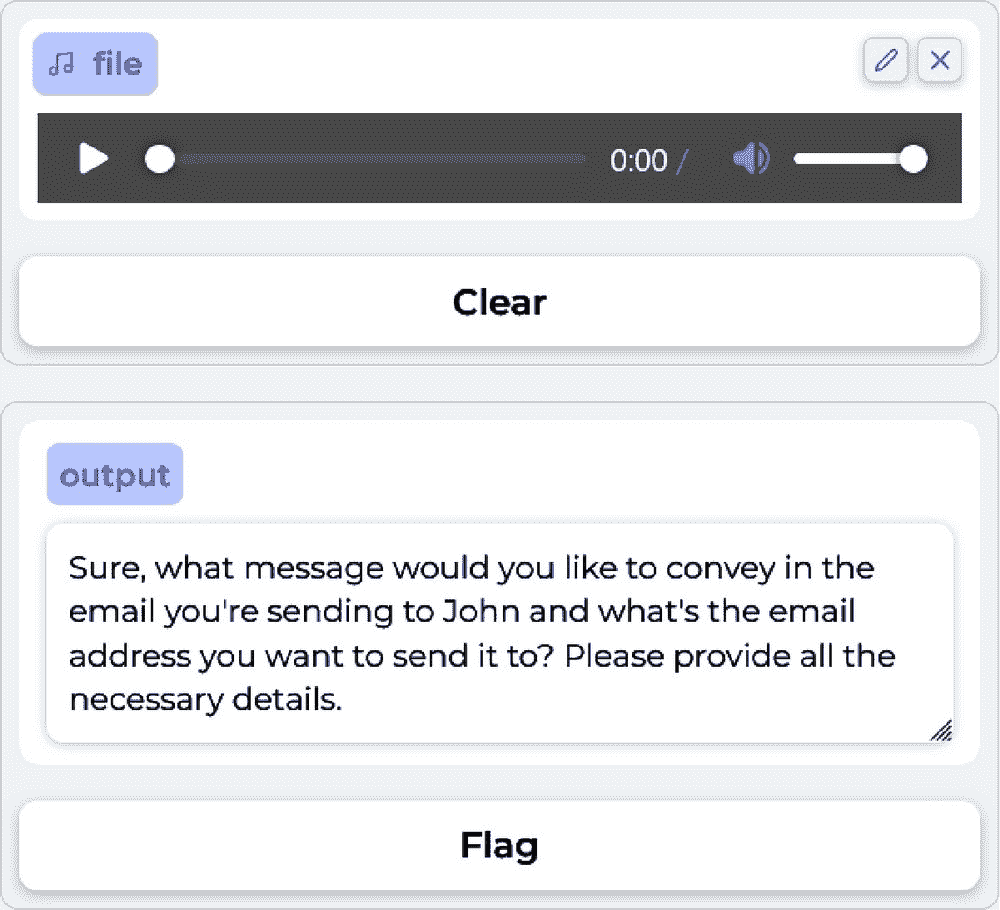 file
0:00 /
Clear
output
Sure, what message would you like to convey in the
email you're sending to John and what's the email
address you want to send it to? Please provide all the
necessary details.
Flag